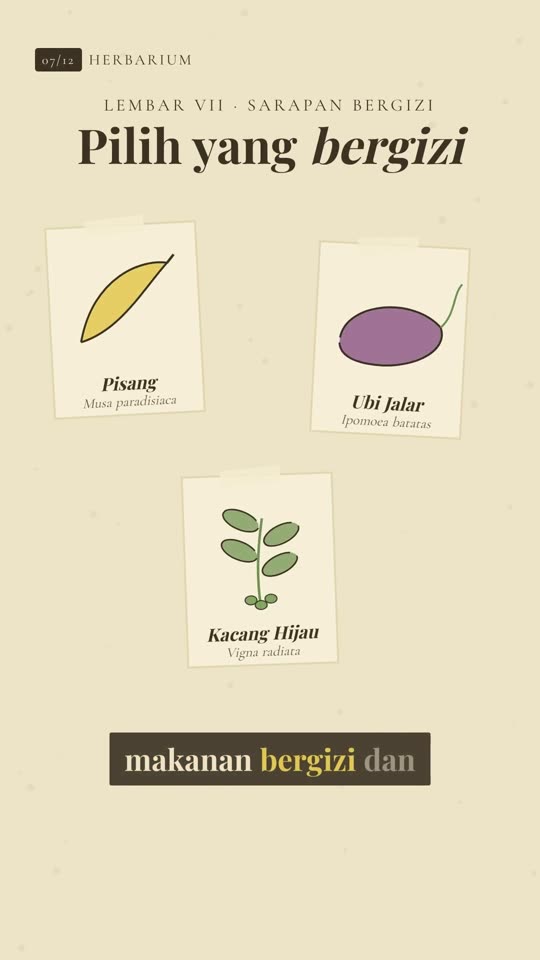 07/12 HERBARIUM
LEMBAR VII · SARAPAN BERGIZI
Pilih yang bergizi
Pisang
Musa paradisiaca
Ubi Jalar
Ipomoea batatas
Kacang Hijau
Vigna radiata
makanan bergizi dan